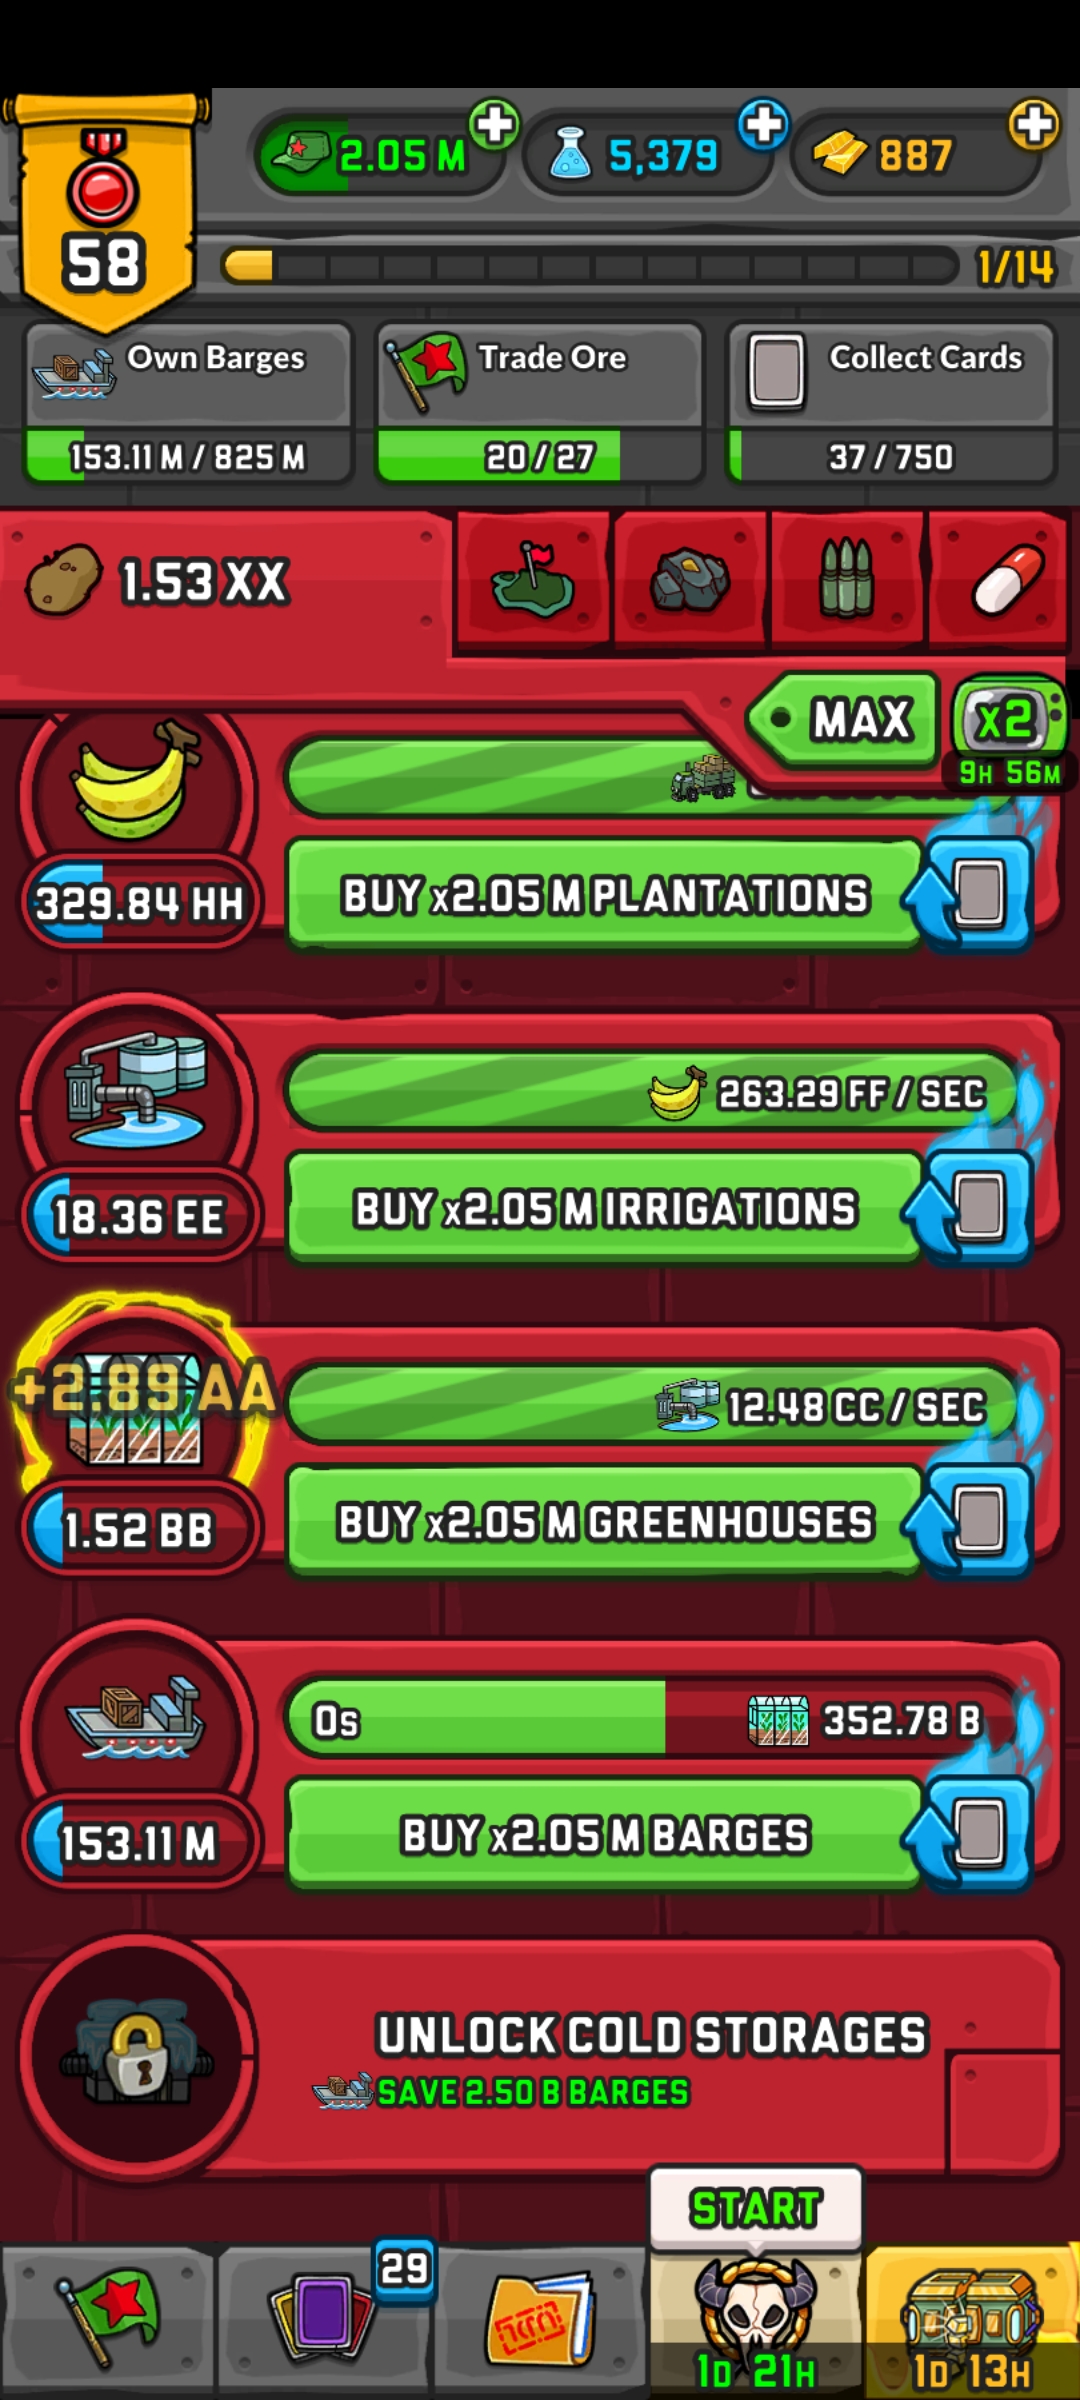 2.05 M
5,379
887
58
1/14
Own Barges
Trade Ore
Collect Cards
153.11 M / 825 M
20 / 27
37 / 750
1.53 XX
MAX
x2
9H 56M
329.84 HH
BUY x2.05 M PLANTATIONS
263.29 FF / SEC
18.36 EE
BUY x2.05 M IRRIGATIONS
+2.89 AA
12.48 CC / SEC
1.52 BB
BUY x2.05 M GREENHOUSES
0s
352.78 B
153.11 M
BUY x2.05 M BARGES
UNLOCK COLD STORAGES
SAVE 2.50 B BARGES
START
29
1D 21H
1D 13H